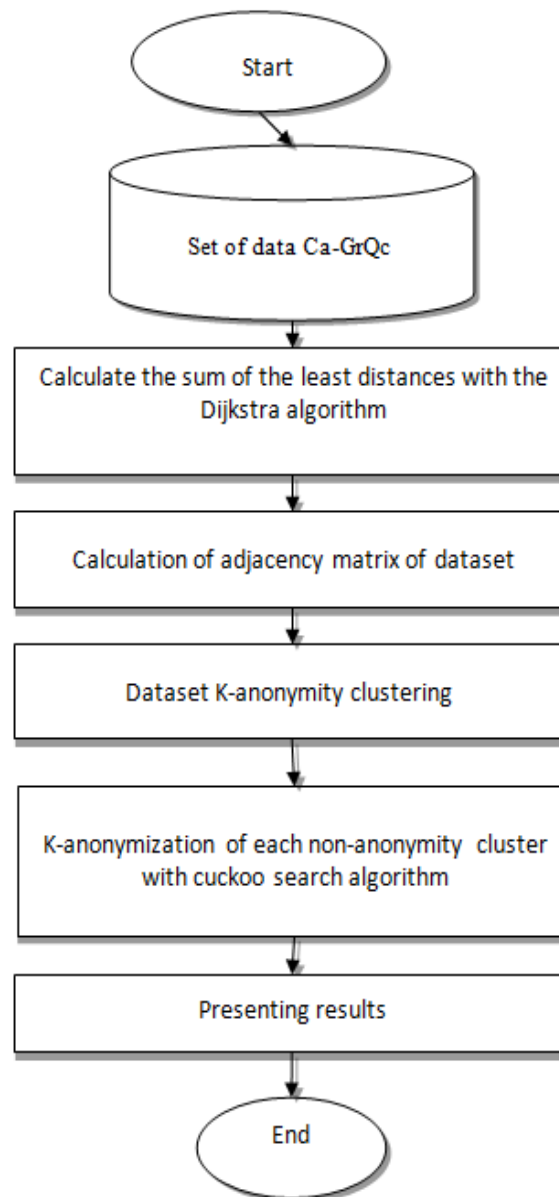 Start
Set of data Ca-GrQc
Calculate the sum of the least distances with the
Dijkstra algorithm
Calculation of adjacency matrix of dataset
Dataset K-anonymity clustering
K-anonymization of each non-anonymity cluster
with cuckoo search algorithm
Presenting results
End